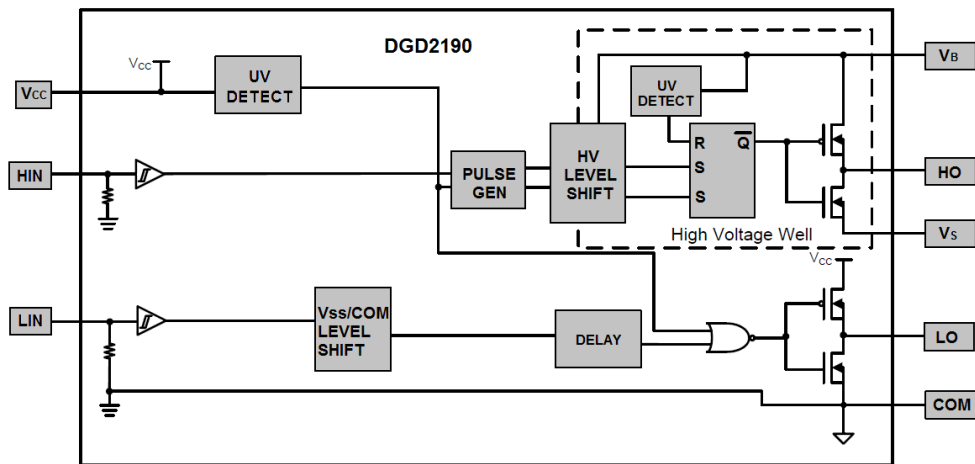 DGD2190
VCC
VCC
UV
DETECT
UV
DETECT
VB
HIN
PULSE
GEN
HV
LEVEL
SHIFT
R
S
S
Q
HO
High Voltage Well
VS
VCC
LIN
Vss/COM
LEVEL
SHIFT
DELAY
LO
COM